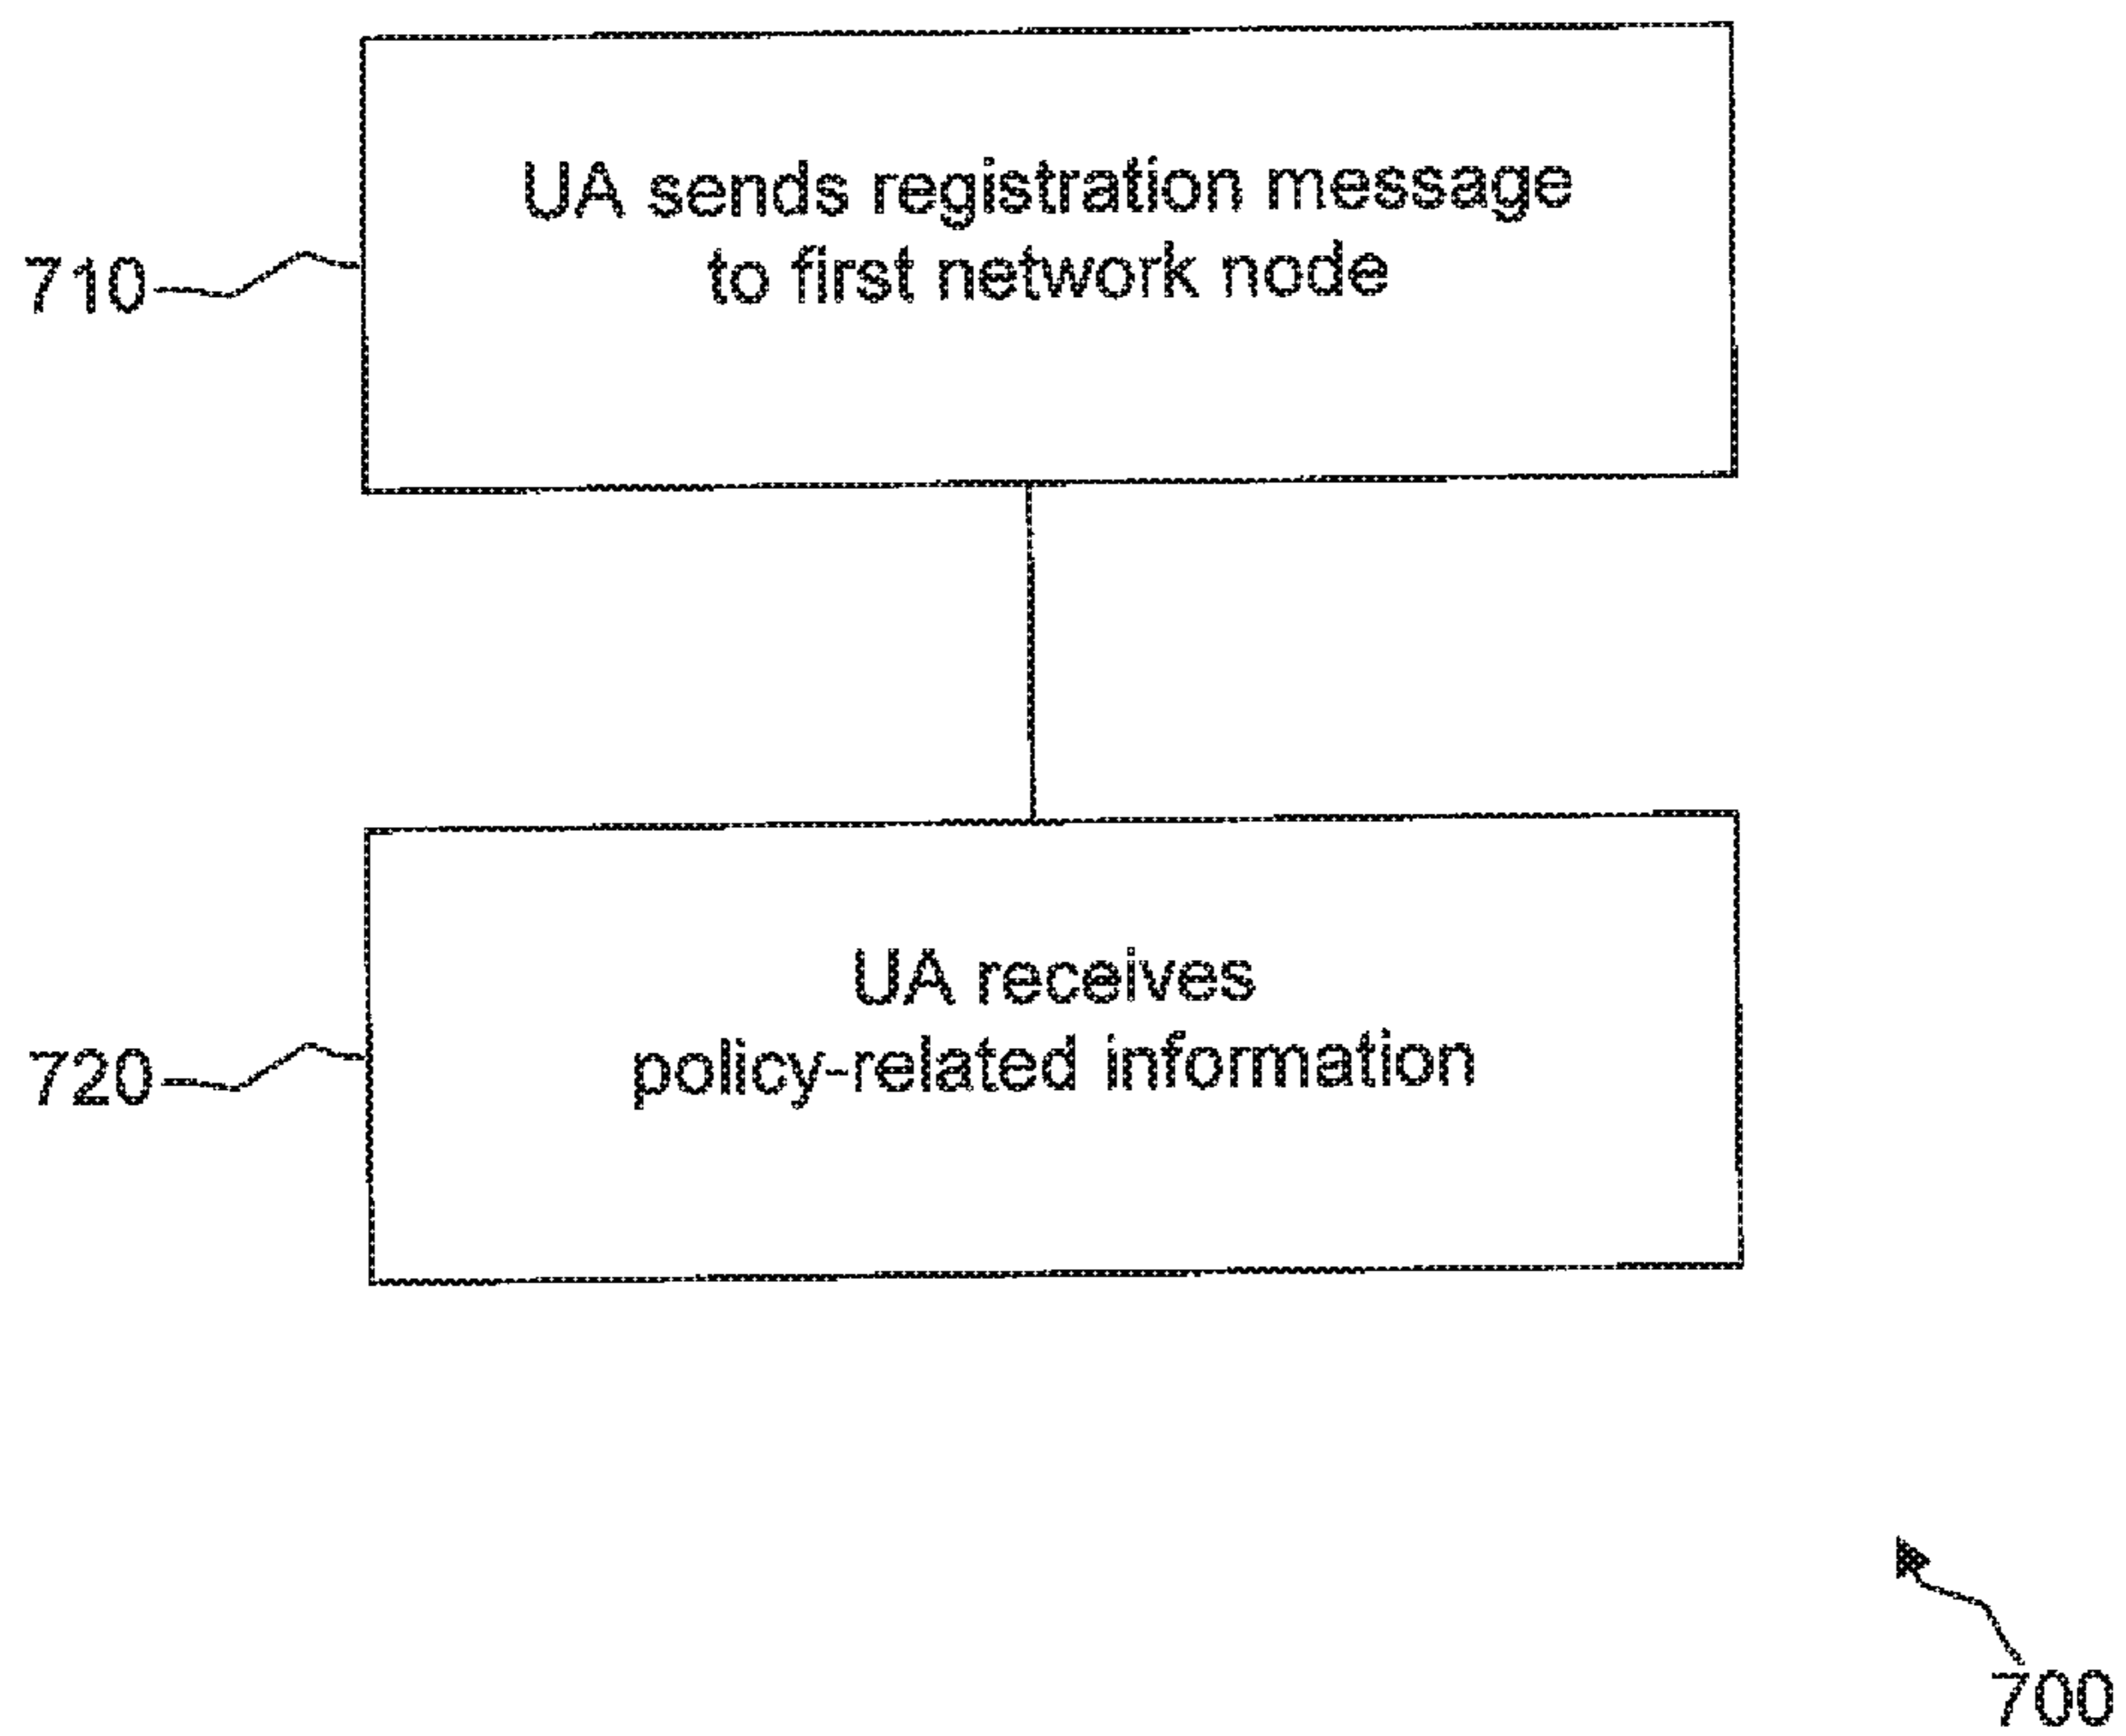 UA sends registration message
to first network node
710
UA receives
policy-related information
720
700